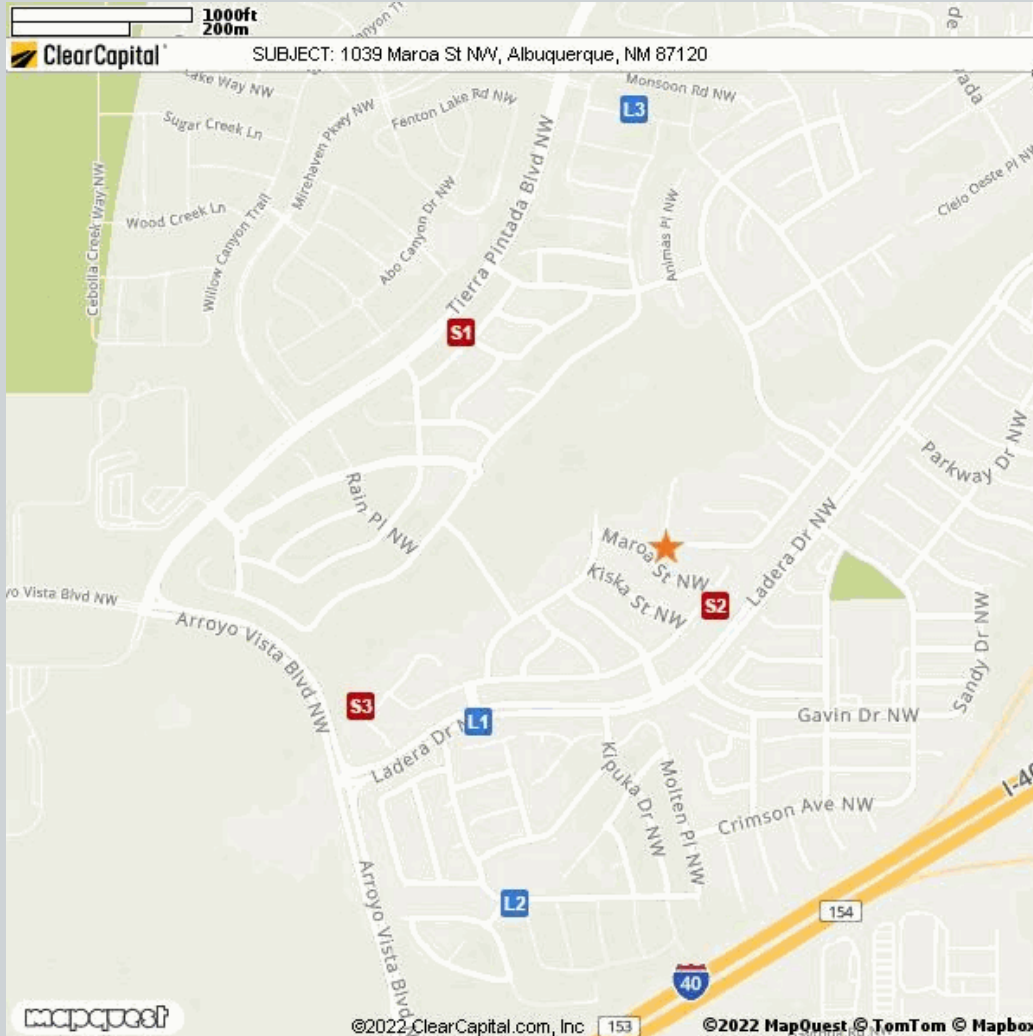 1000ft
200m
ClearCapital
SUBJECT: 1039 Maroa St NW, Albuquerque, NM 87120
Lake Way NW
Sugar Creek Ln
Mirehaven Pkwy NW
Fenton Lake Rd NW
Monsoon Rd NW
L3
Cebolla Creek Way NW
Wood Creek Ln
Willow Canyon Trail
Abo Canyon Dr NW
Tierra Pintada Blvd NW
Animas Pl NW
Cielo Oeste Pl NW
S1
Parkway Dr NW
Rain Pl NW
Maroa St NW
Kiska St NW
S2
Ladera Dr NW
yo Vista Blvd NW
Arroyo Vista Blvd NW
Sandy Dr NW
S3
L1
Ladera Dr N
Gavin Dr NW
Kipuka Dr NW
Molten Pl NW
Crimson Ave NW
I-40
Arroyo Vista Blvd
L2
154
40
mapquest
©2022 ClearCapital.com, Inc
153
©2022 MapQuest © TomTom © Mapbo